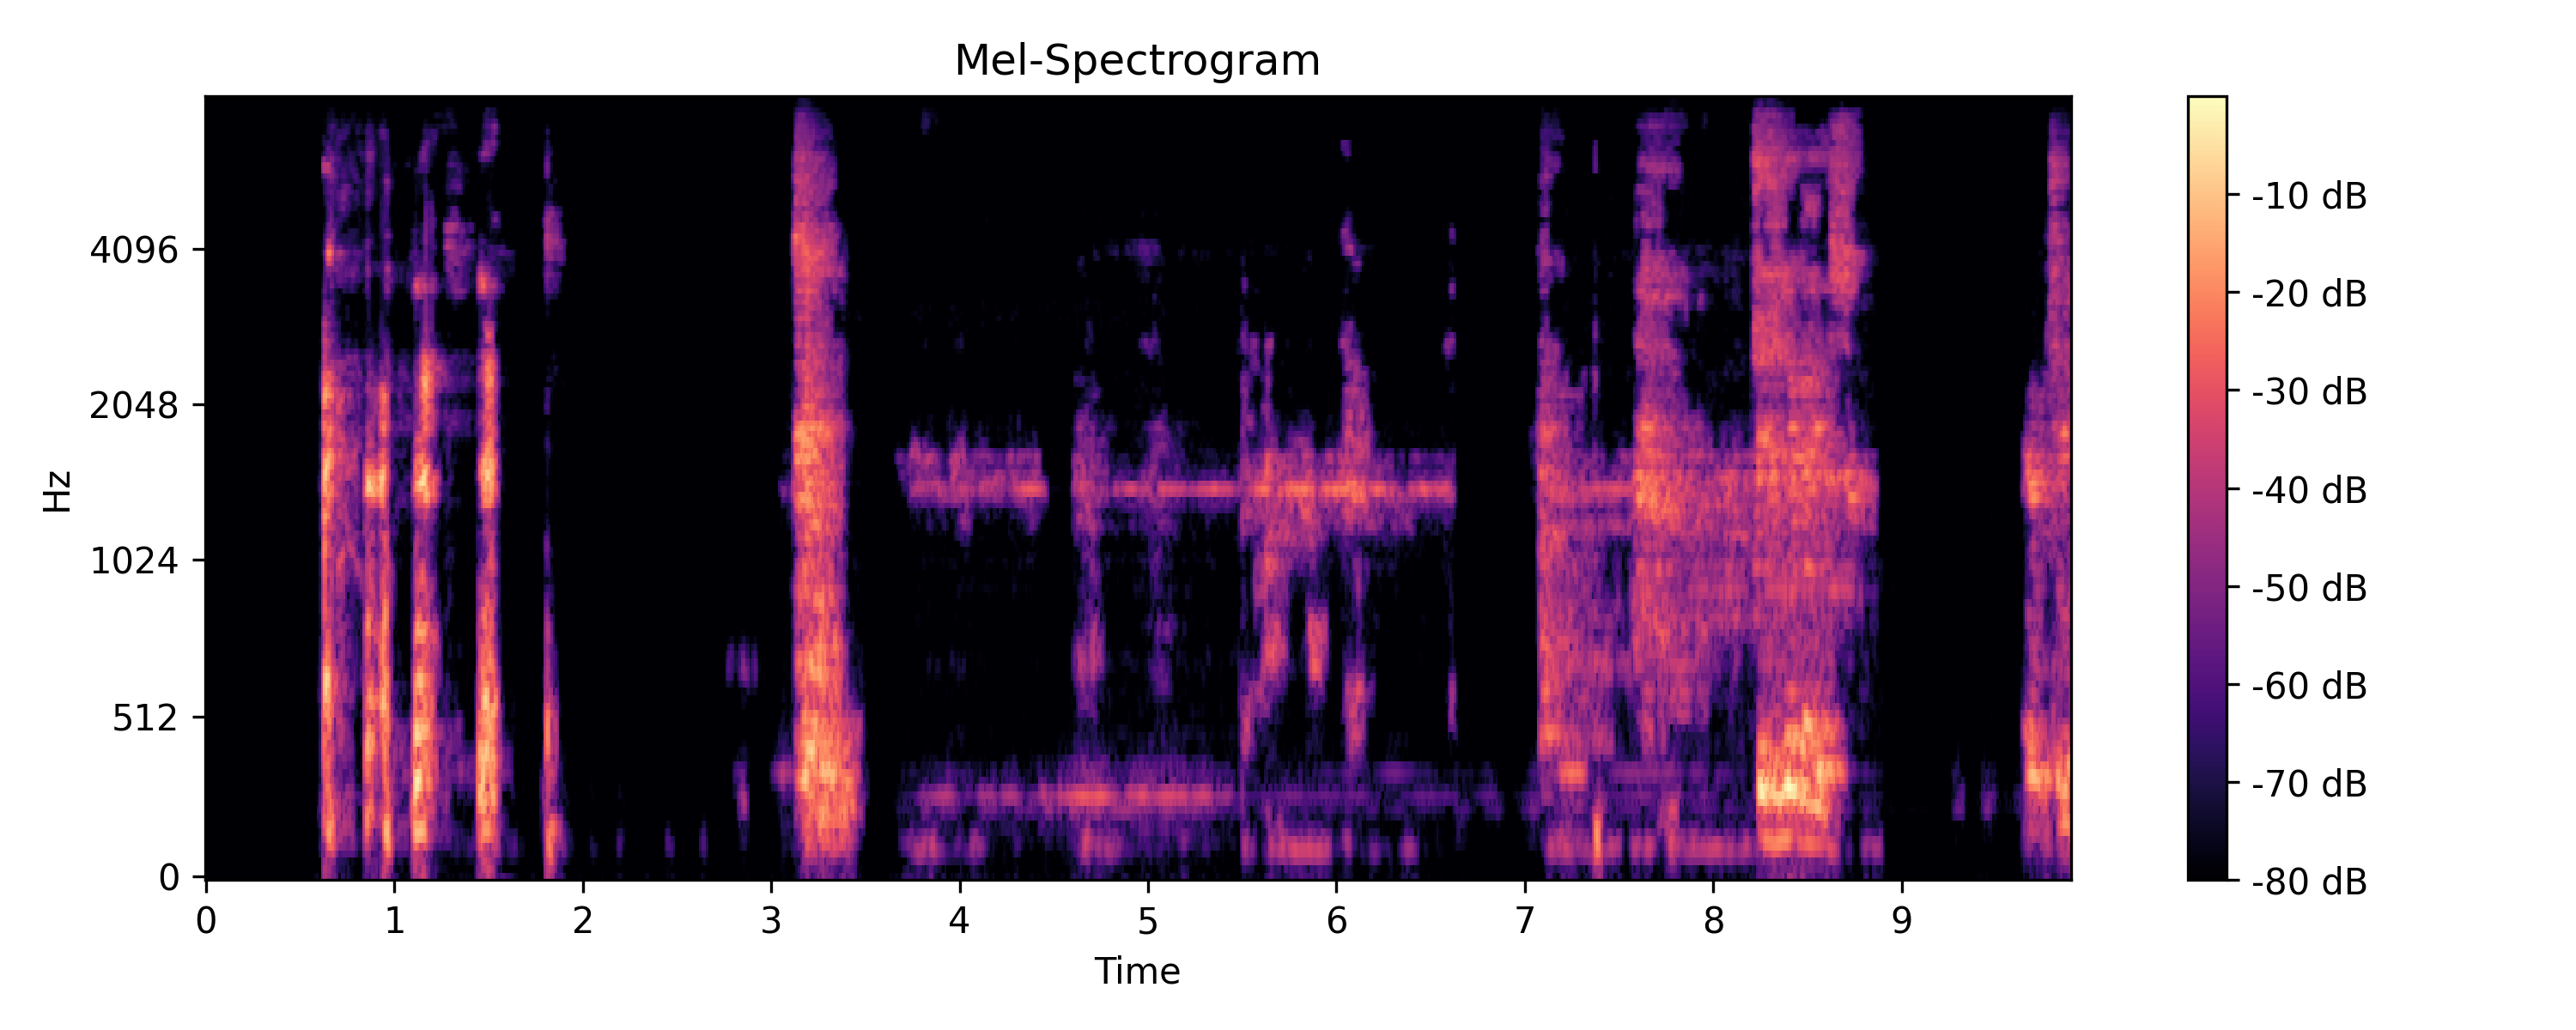 Mel-Spectrogram
Hz
4096
2048
1024
512
0
0 1 2 3 4 5 6 7 8 9
Time
-10 dB
-20 dB
-30 dB
-40 dB
-50 dB
-60 dB
-70 dB
-80 dB